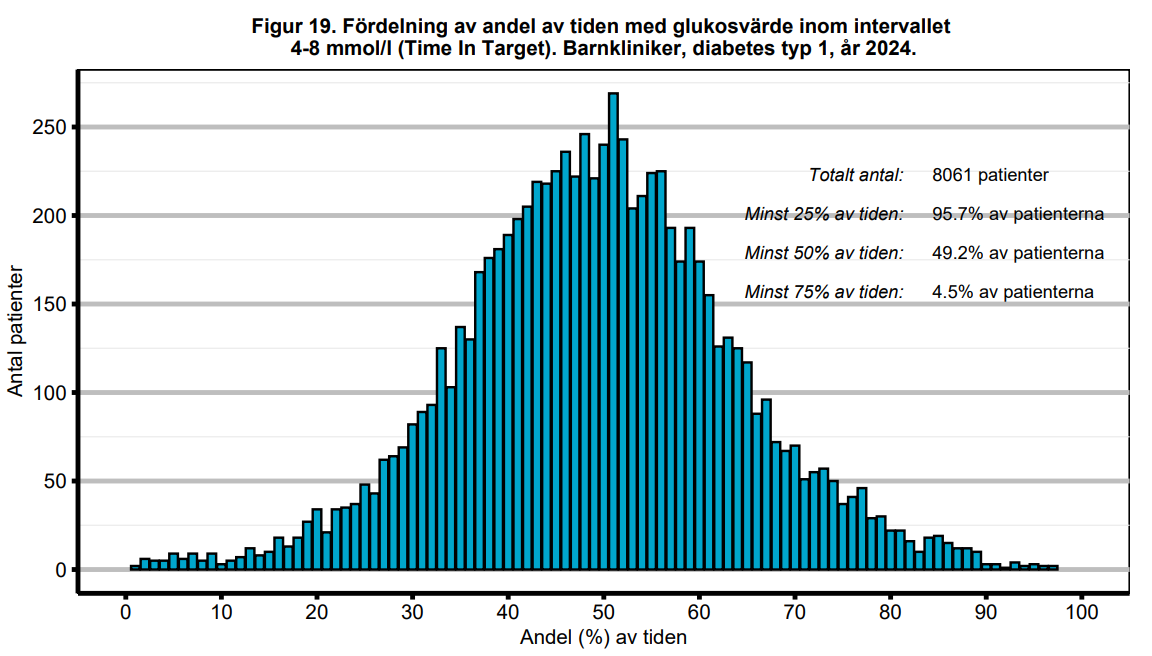 Figur 19. Fördelning av andel av tiden med glukosvärde inom intervallet
4-8 mmol/l (Time In Target). Barnkliniker, diabetes typ 1, år 2024.
Antal patienter
250
200
150
100
50
0
Totalt antal: 8061 patienter
Minst 25% av tiden: 95.7% av patienterna
Minst 50% av tiden: 49.2% av patienterna
Minst 75% av tiden: 4.5% av patienterna
0 10 20 30 40 50 60 70 80 90 100
Andel (%) av tiden